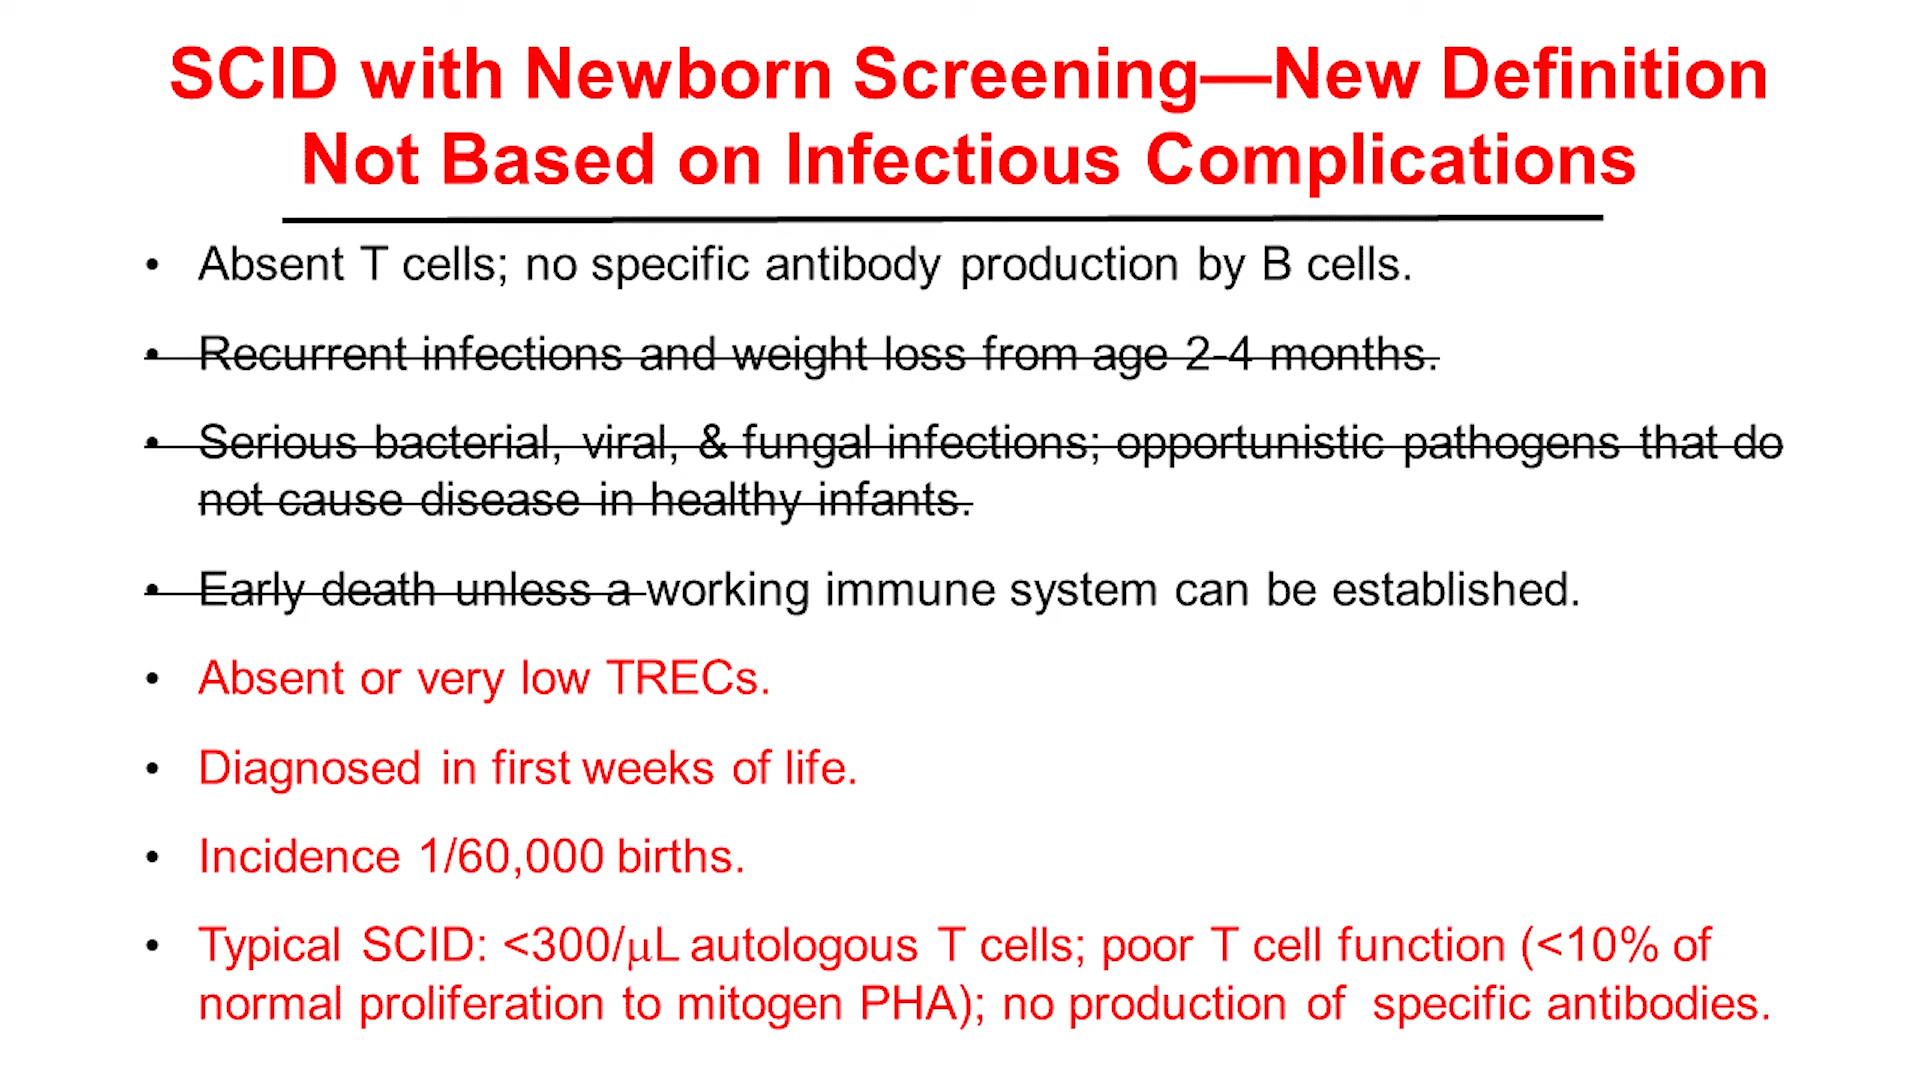 SCID with Newborn Screening—New Definition
Not Based on Infectious Complications
• Absent T cells; no specific antibody production by B cells.
• Recurrent infections and weight loss from age 2-4 months.
• Serious bacterial, viral, & fungal infections; opportunistic pathogens that do
not cause disease in healthy infants.
• Early death unless a working immune system can be established.
• Absent or very low TRECs.
• Diagnosed in first weeks of life.
• Incidence 1/60,000 births.
• Typical SCID: <300/μL autologous T cells; poor T cell function (<10% of
normal proliferation to mitogen PHA); no production of specific antibodies.